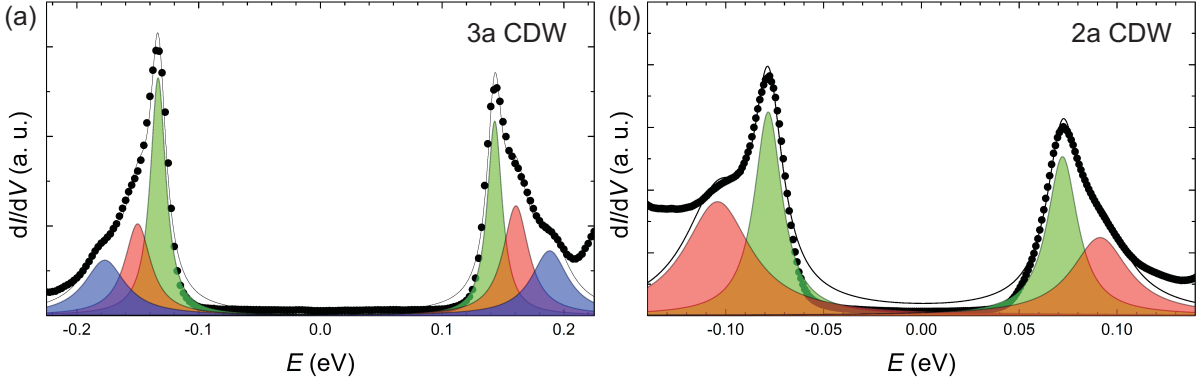 (a)
3a CDW
dI/dV (a. u.)
-0.2 -0.1 0.0 0.1 0.2
E (eV)
(b)
2a CDW
dI/dV (a. u.)
-0.10 -0.05 0.00 0.05 0.10
E (eV)